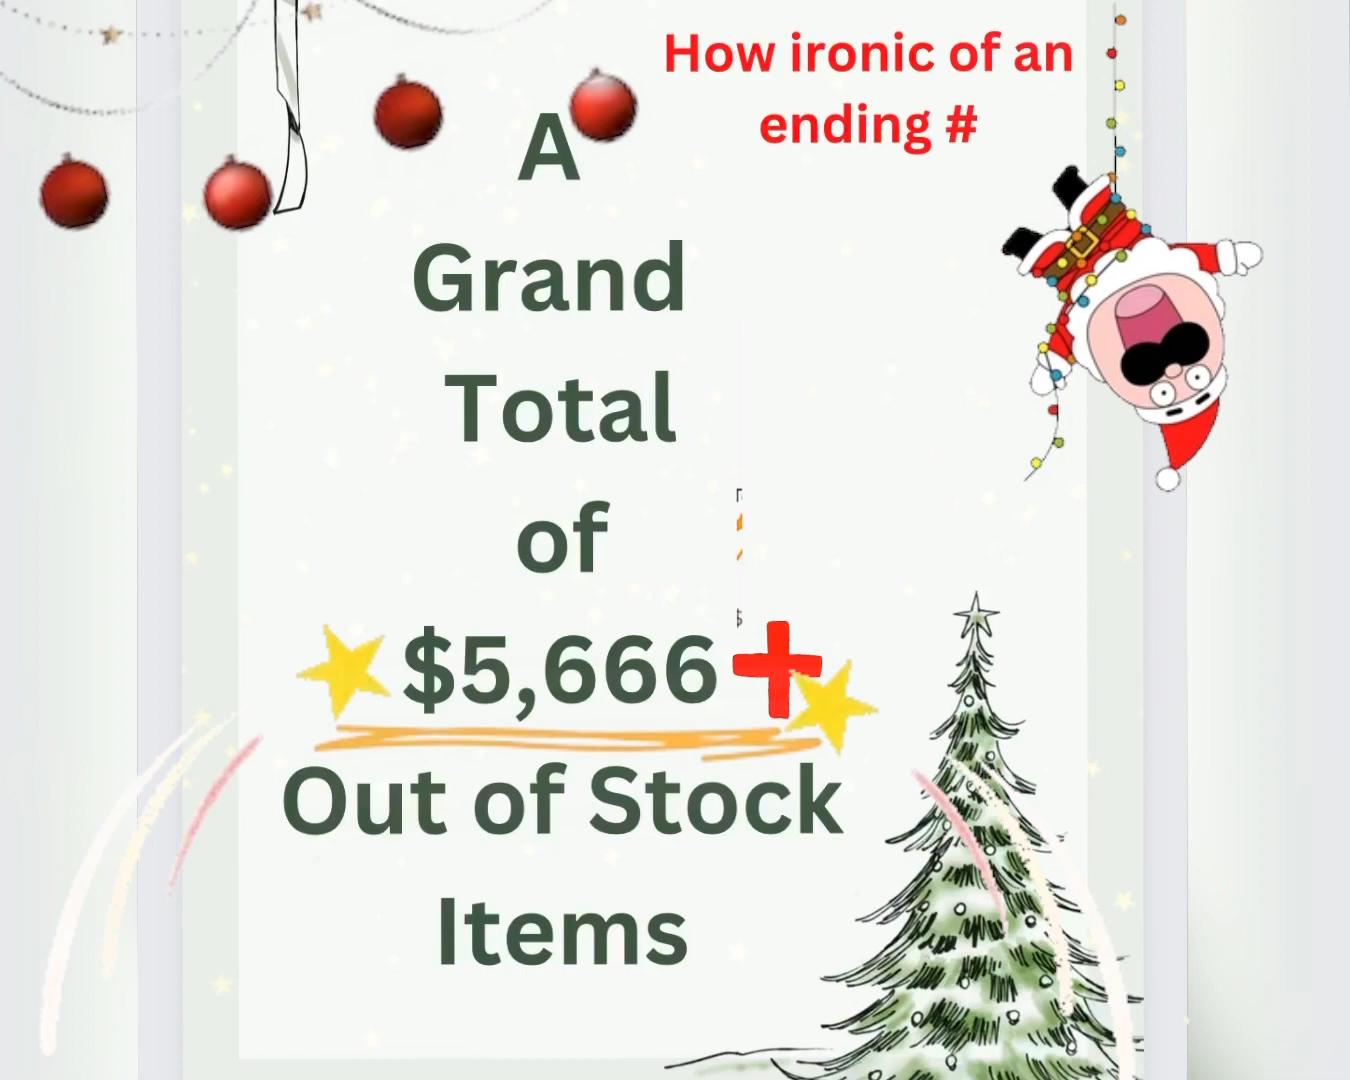 How ironic of an
ending #
A
Grand
Total
of
$5,666+
Out of Stock
Items